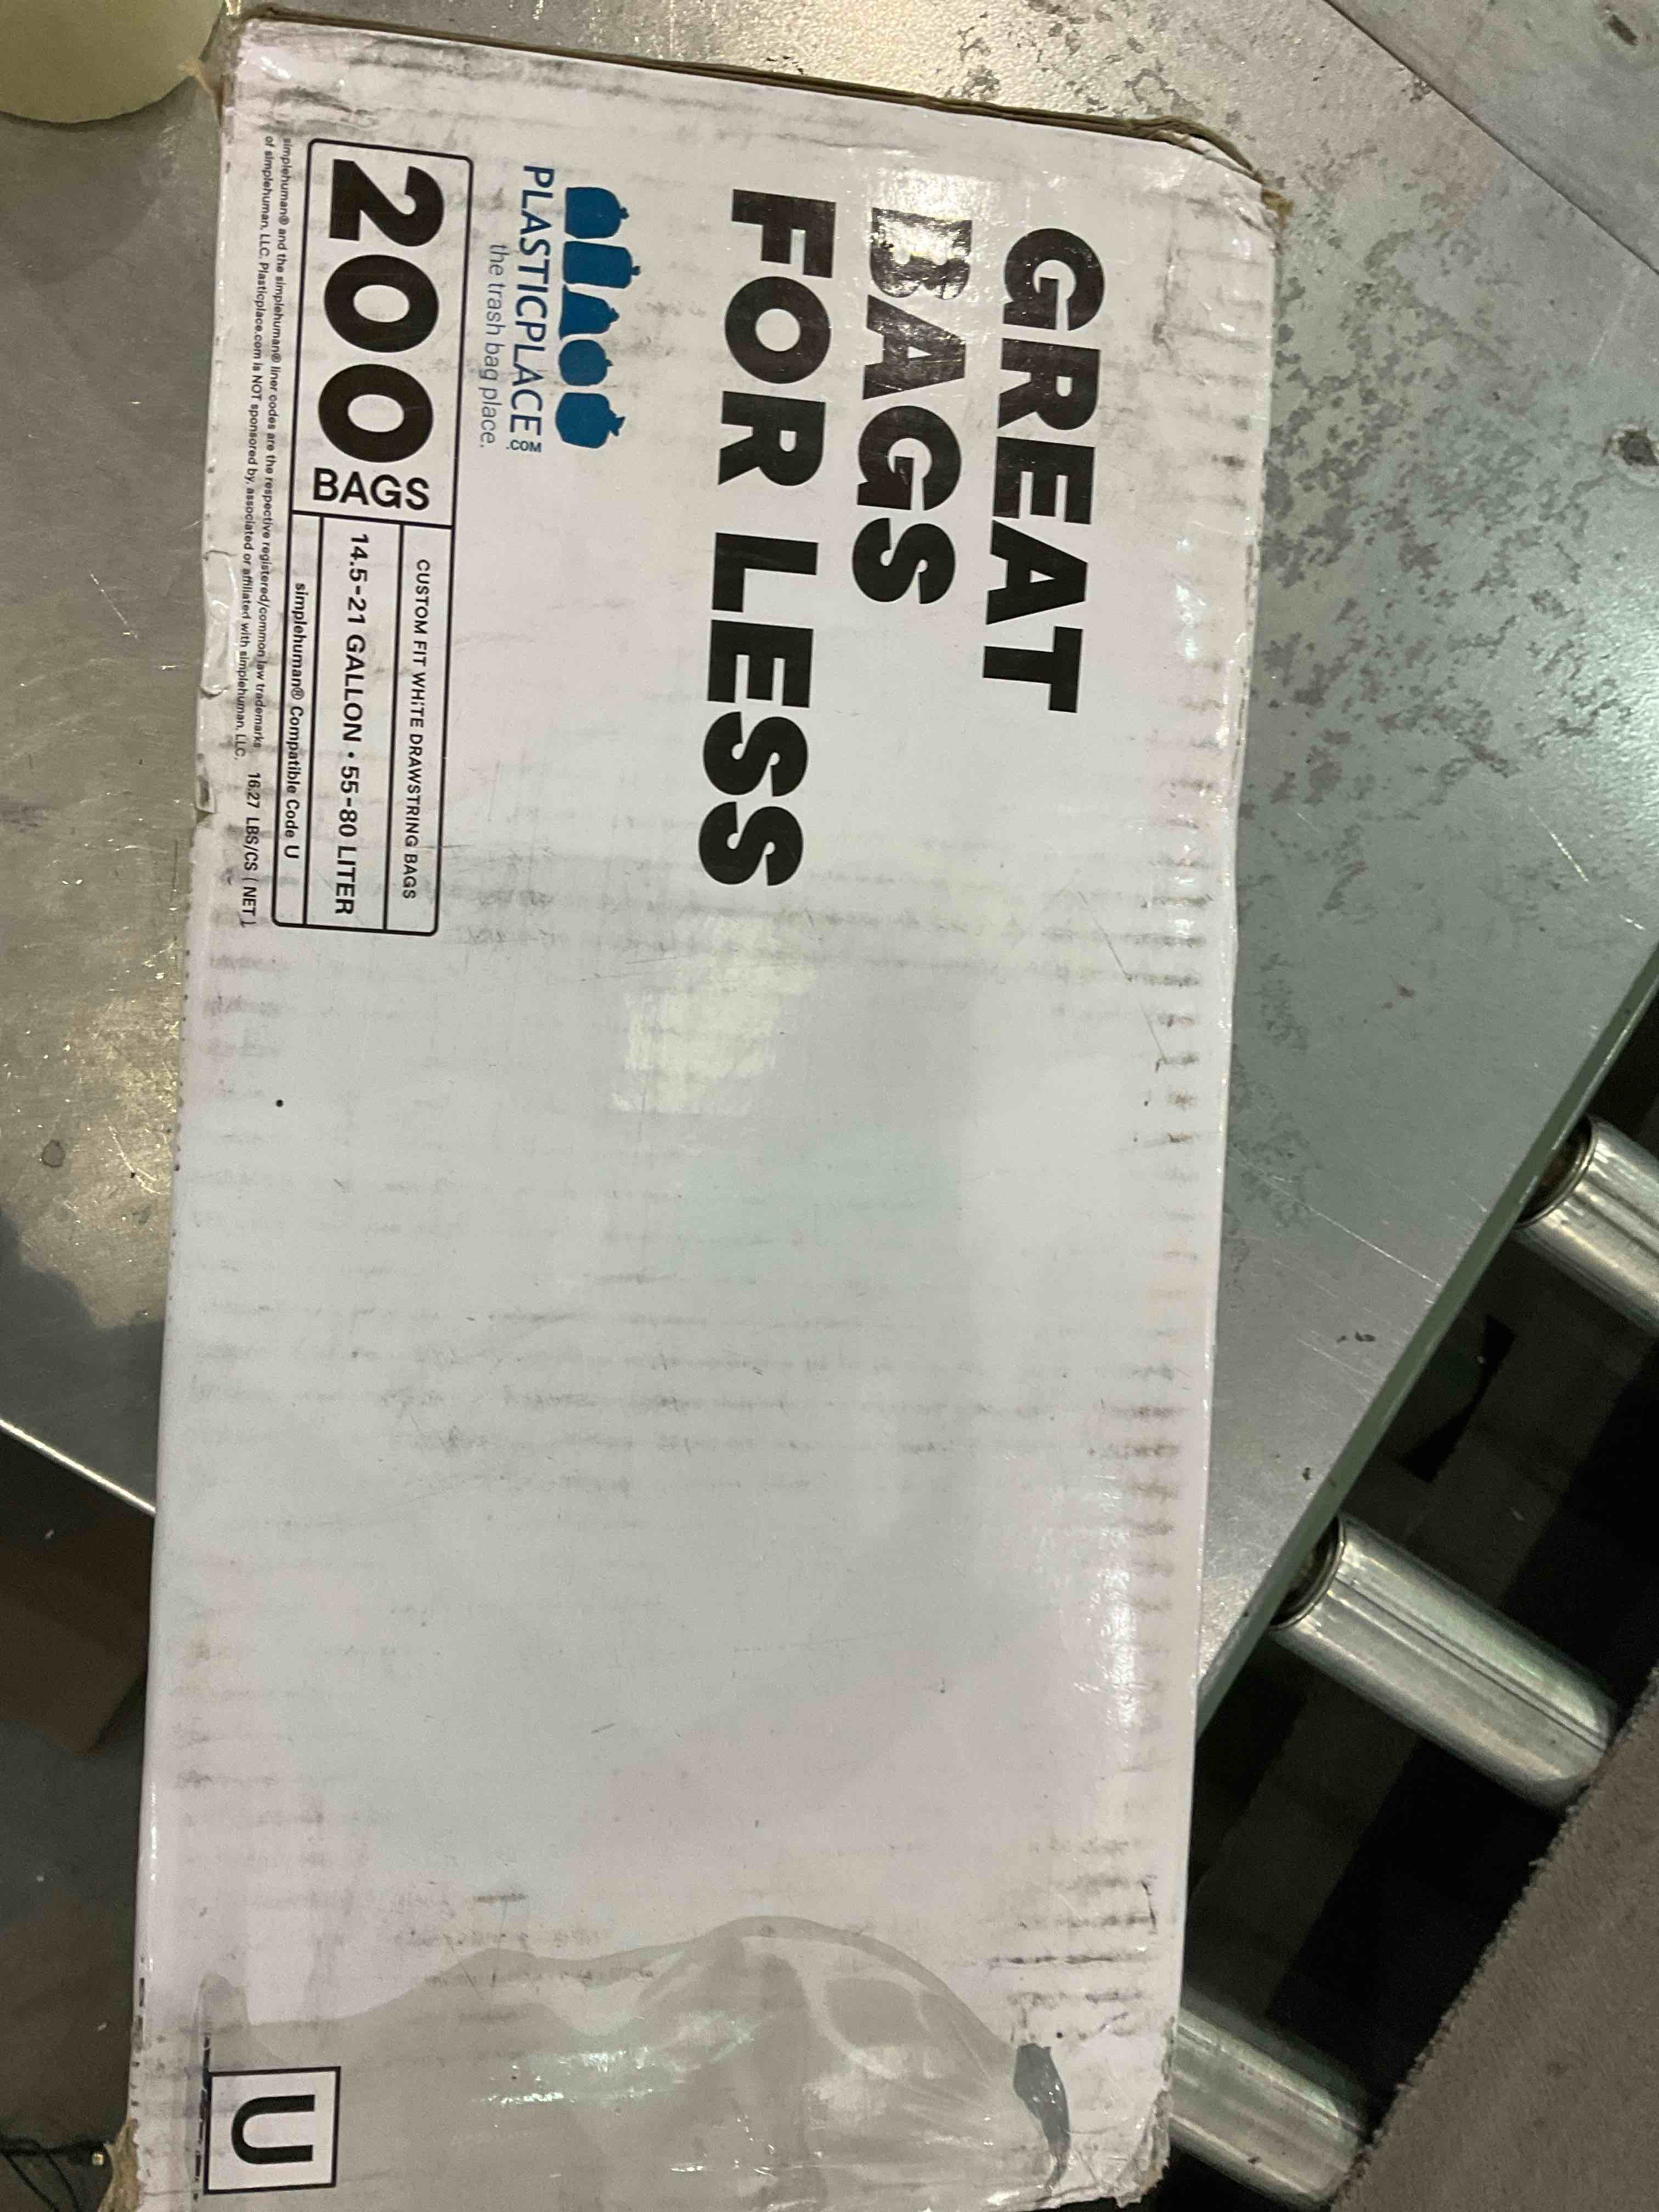 GREAT
BAGS
FOR LESS
PLASTICPLACE.COM
the trash bag place.
200 BAGS
CUSTOM FIT WHITE DRAWSTRING BAGS
14.5-21 GALLON • 55-80 LITER
simplehuman® Compatible Code U
simplehuman® and the simplehuman® liner codes are the respective registered/common law trademarks
of simplehuman, LLC. Plasticplace.com is NOT sponsored by, associated or affiliated with simplehuman, LLC.
16.27 LBS/CS (NET)
U